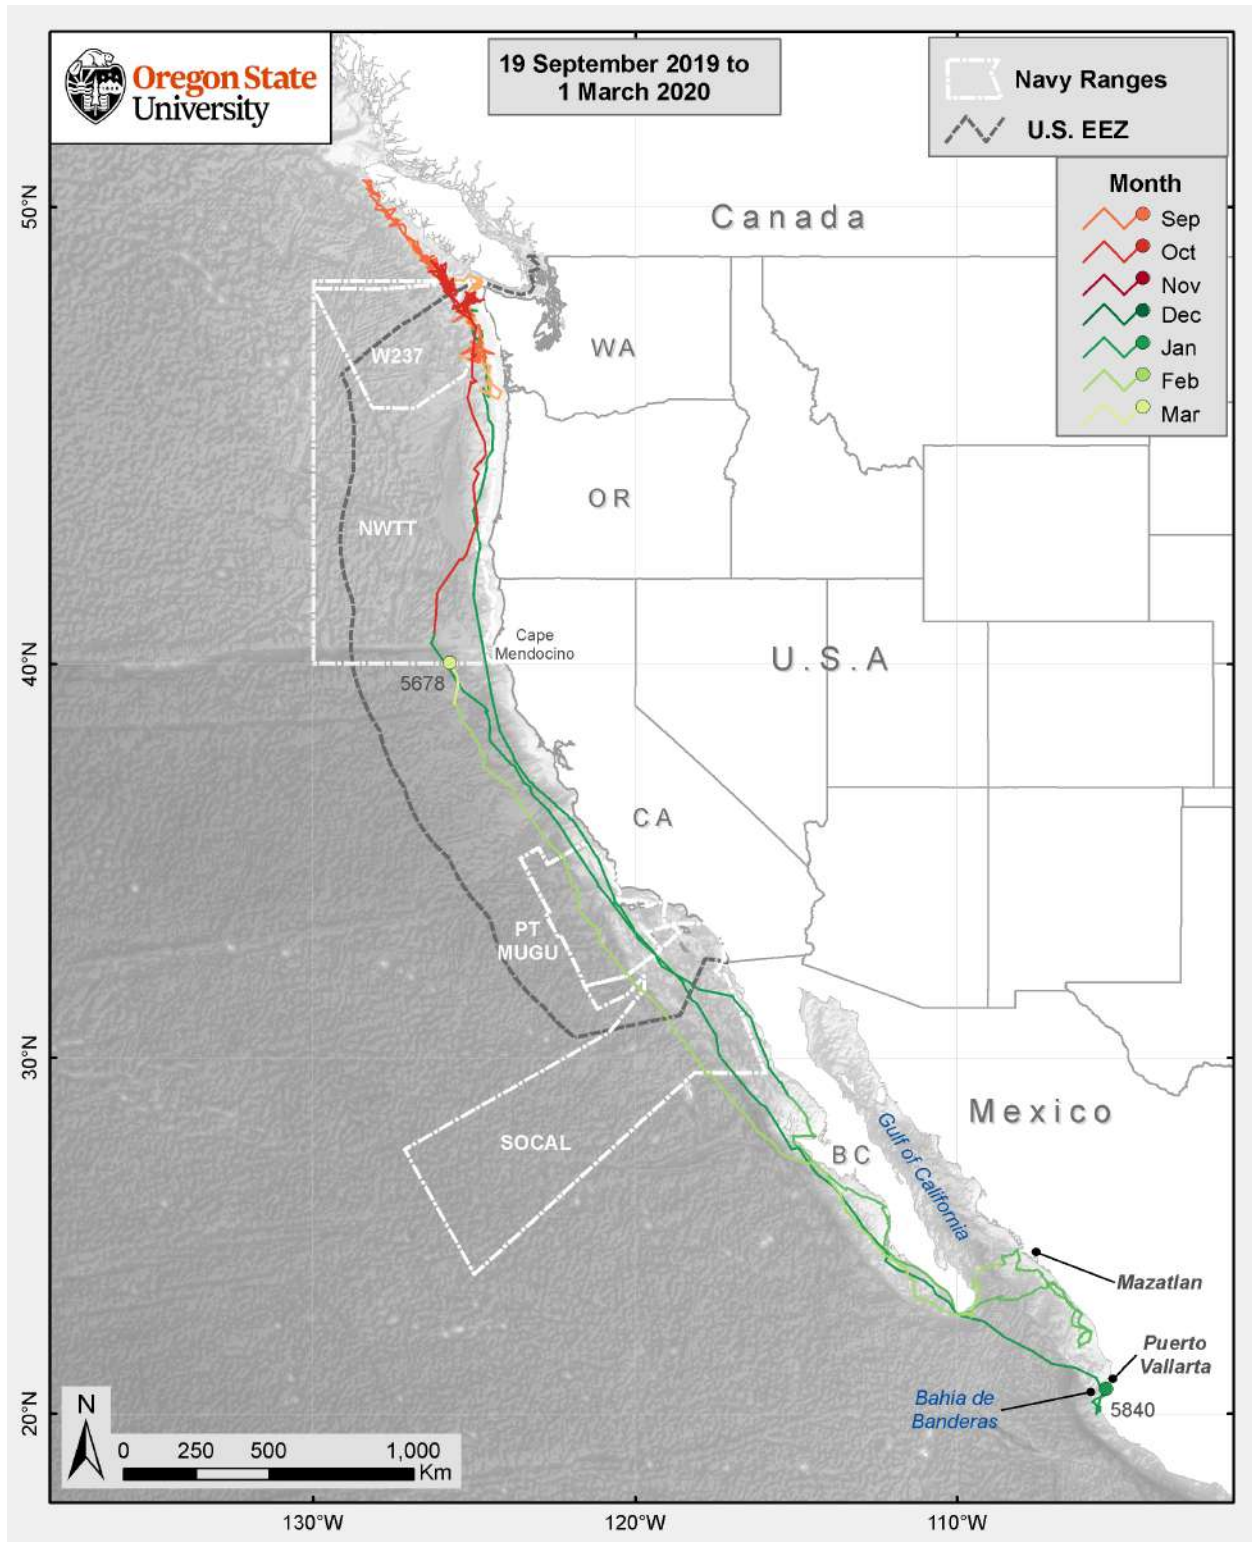 Oregon State
University
19 September 2019 to
1 March 2020
Navy Ranges
U.S. EEZ
Month
Sep
Oct
Nov
Dec
Jan
Feb
Mar
50°N
40°N
30°N
20°N
Canada
W237
WA
NWTT
OR
Cape
Mendocino
U.S.A
5678
CA
PT
MUGU
SOCAL
BC
Gulf of California
Mexico
Mazatlan
Puerto
Vallarta
Bahia de
Banderas
5840
N
0 250 500 1,000
Km
130°W 120°W 110°W